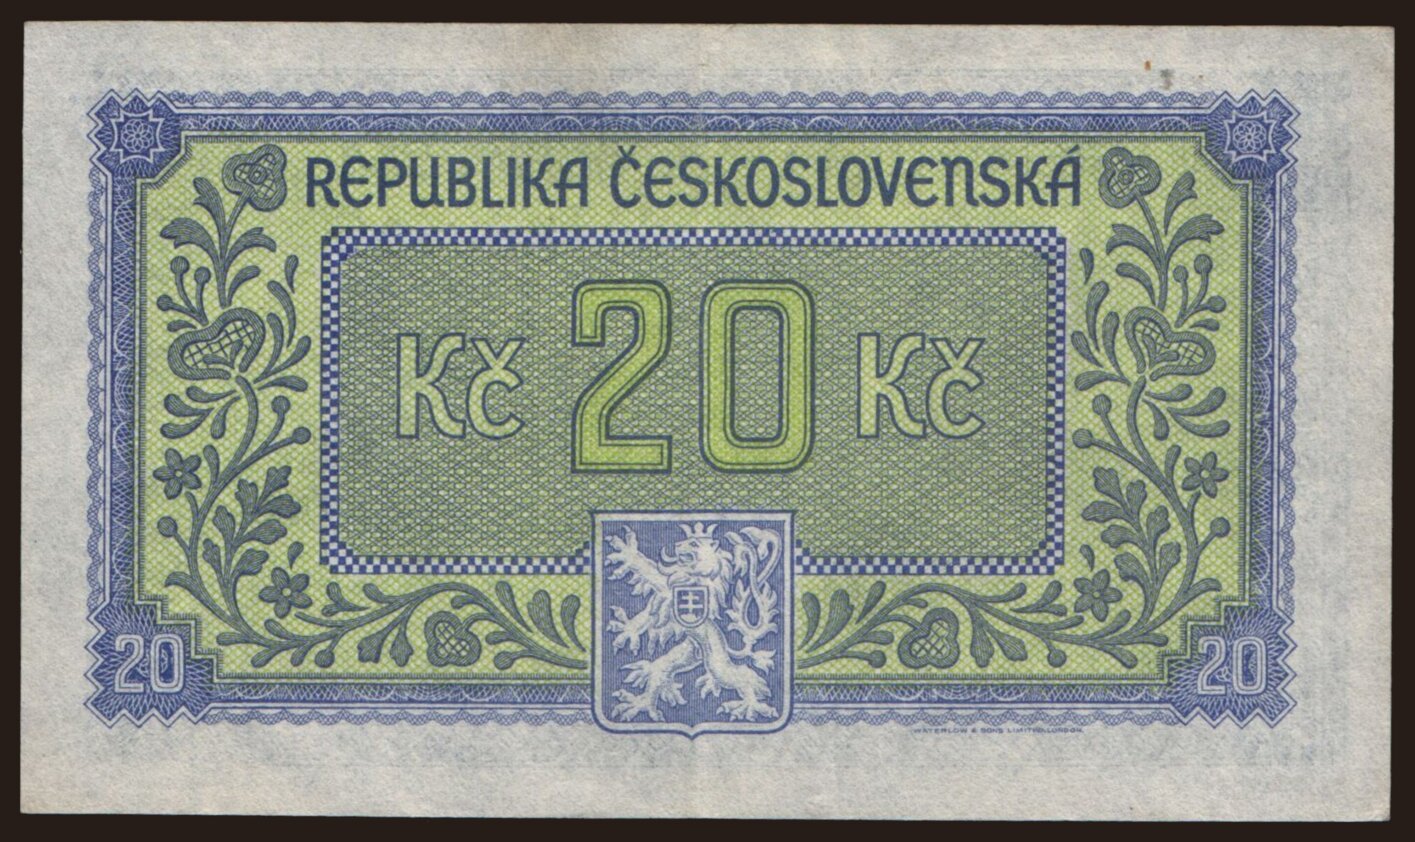 REPUBLIKA ČESKOSLOVENSKÁ
Kč 20 Kč
20 20
WATERLOW & SONS LIMITED, LONDON.